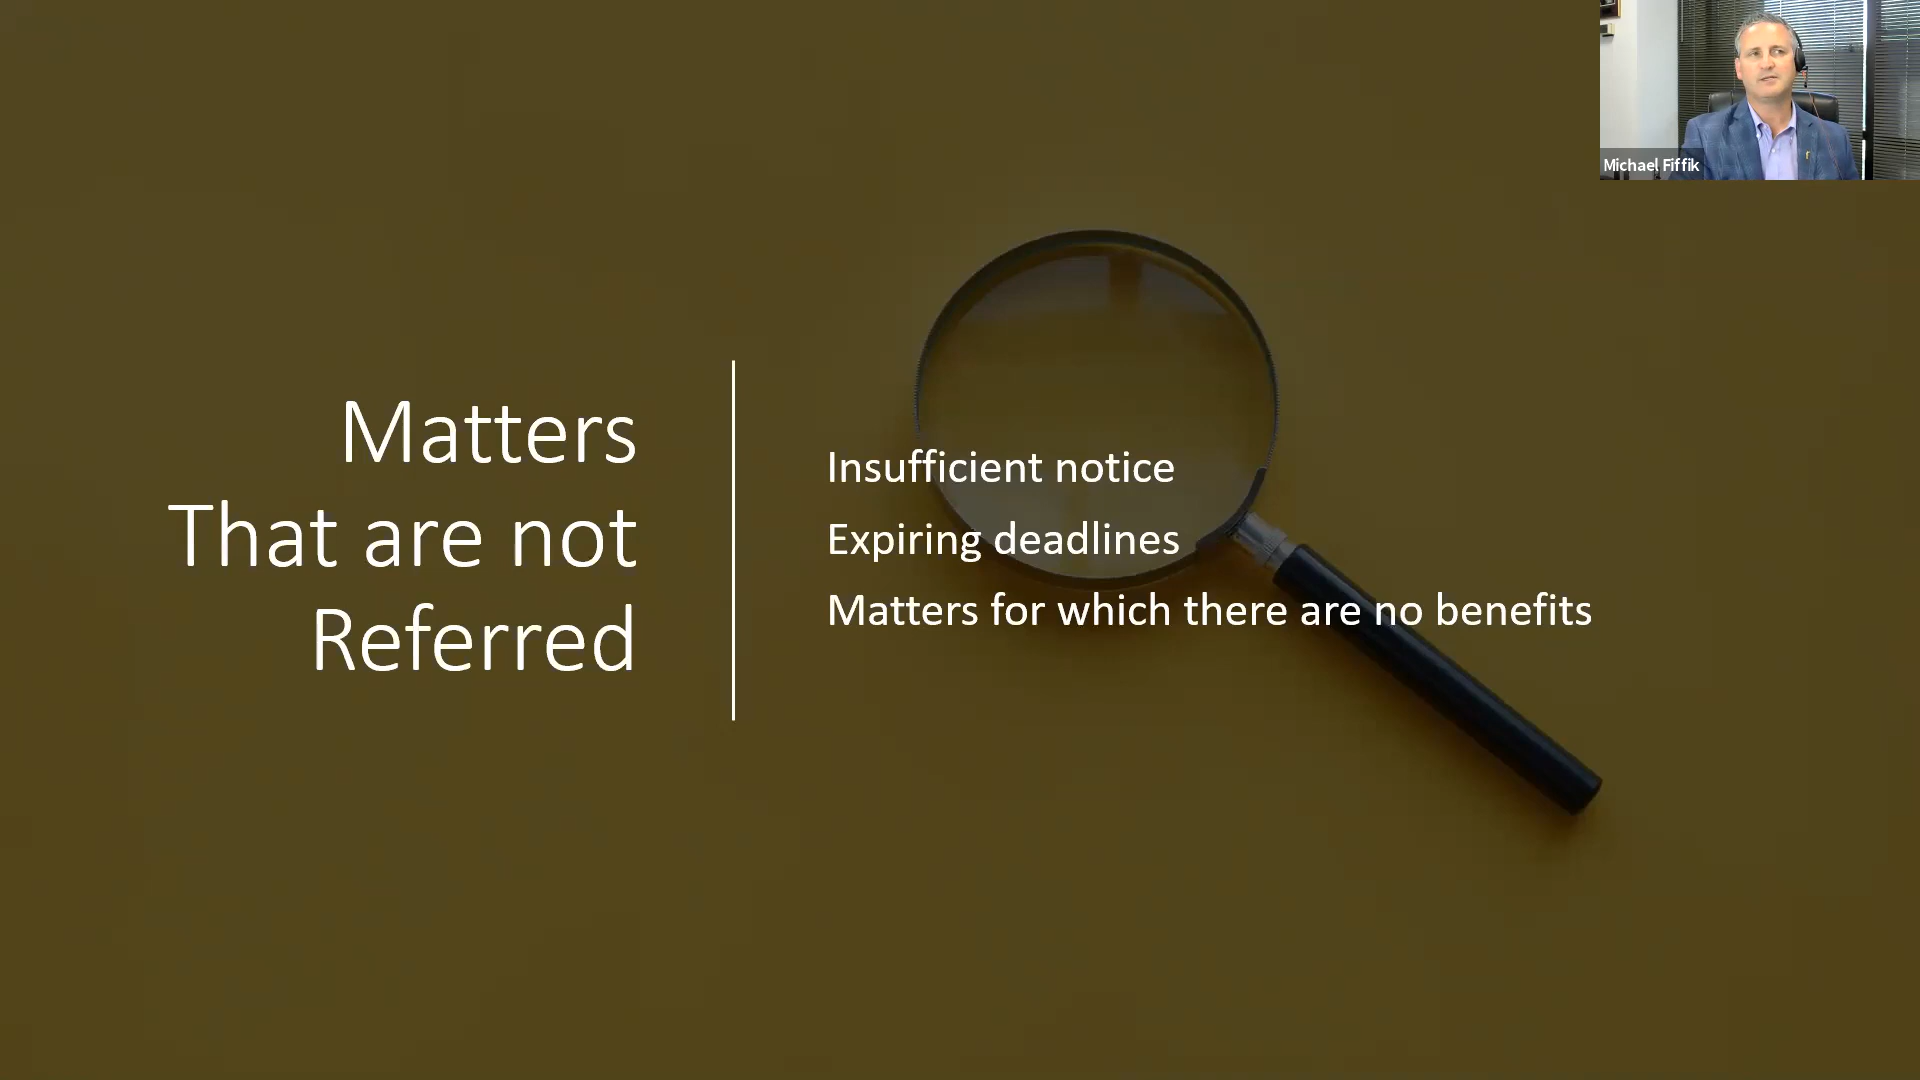 Matters
That are not
Referred
Insufficient notice
Expiring deadlines
Matters for which there are no benefits
Michael Fiffik